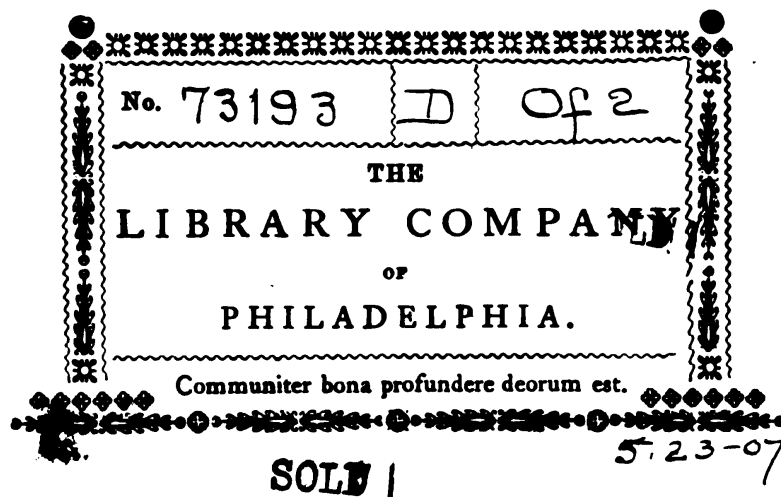 No. 73193 D Of 2
THE
LIBRARY COMPANY
OF
PHILADELPHIA.
Communiter bona profundere deorum est.
5.23-07
SOLD